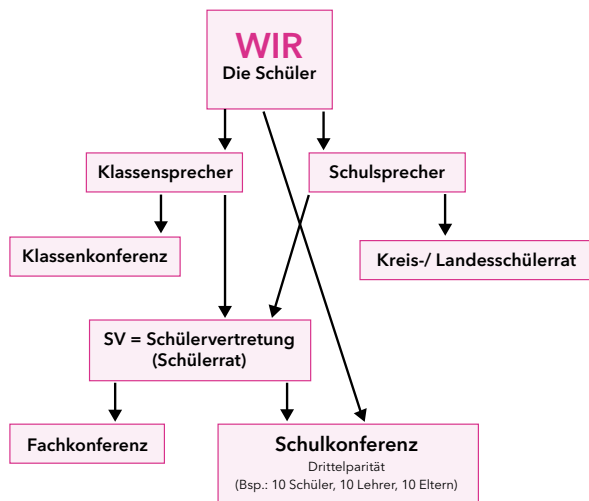 WIR
Die Schüler
Klassensprecher
Schulsprecher
Klassenkonferenz
Kreis-/ Landesschülerrat
SV = Schülervertretung
(Schülerrat)
Fachkonferenz
Schulkonferenz
Drittelparität
(Bsp.: 10 Schüler, 10 Lehrer, 10 Eltern)